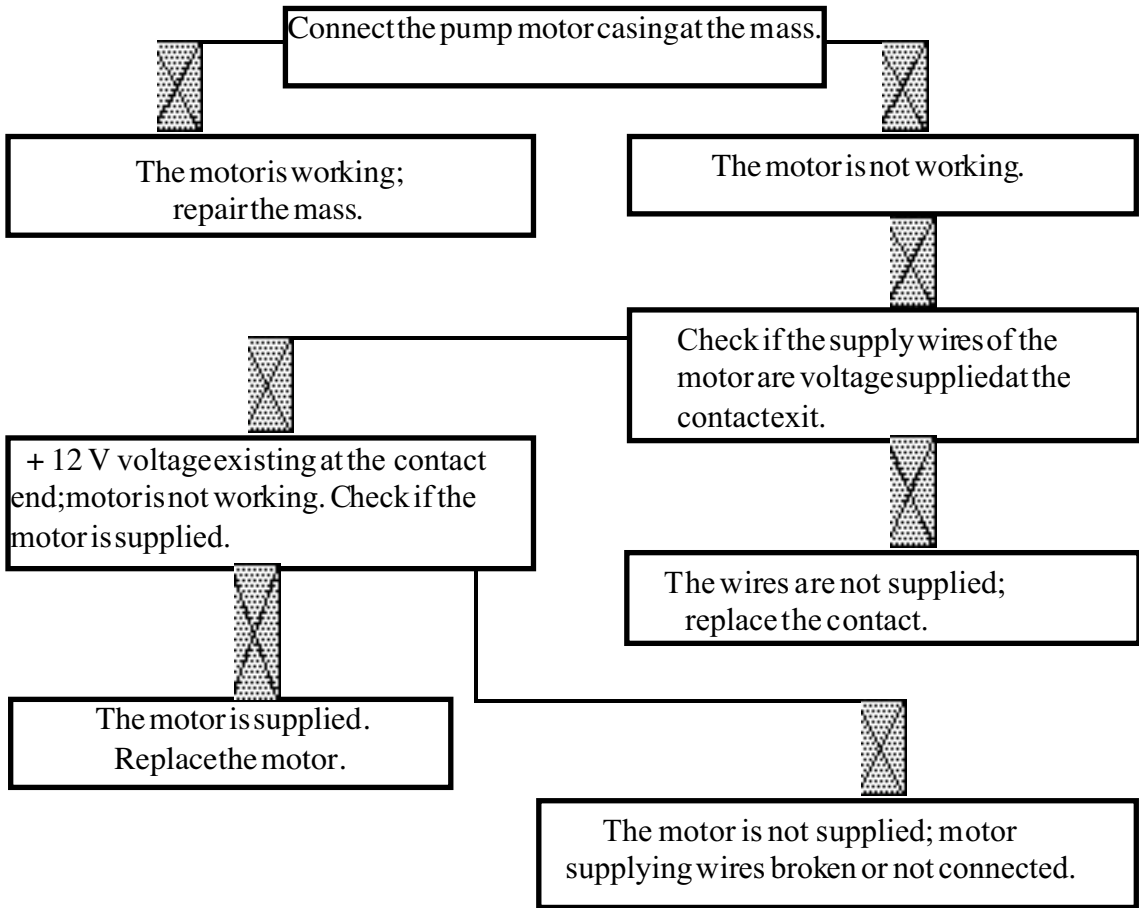 Connect the pump motor casing at the mass.
The motor is working;
repair the mass.
The motor is not working.
Check if the supply wires of the
motor are voltage supplied at the
contact exit.
+ 12 V voltage existing at the contact
end; motor is not working. Check if the
motor is supplied.
The wires are not supplied;
replace the contact.
The motor is supplied.
Replace the motor.
The motor is not supplied; motor
supplying wires broken or not connected.